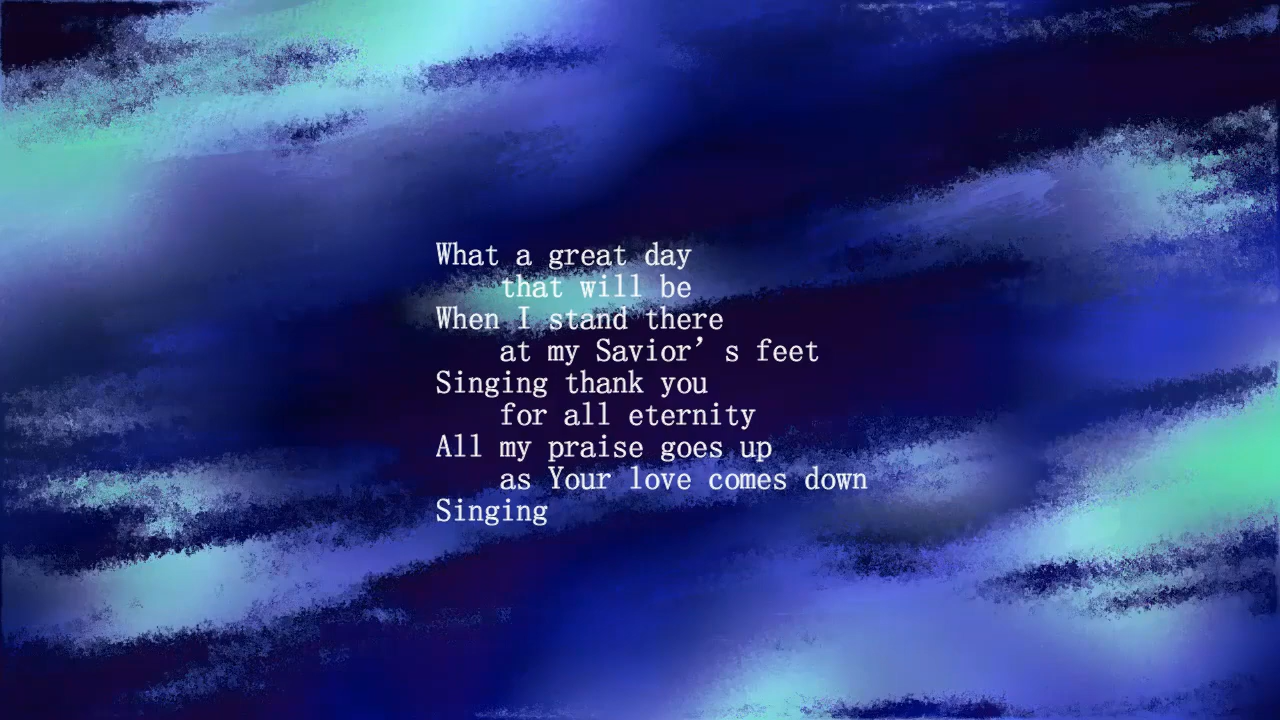 What a great day
that will be
When I stand there
at my Savior’s feet
Singing thank you
for all eternity
All my praise goes up
as Your love comes down
Singing